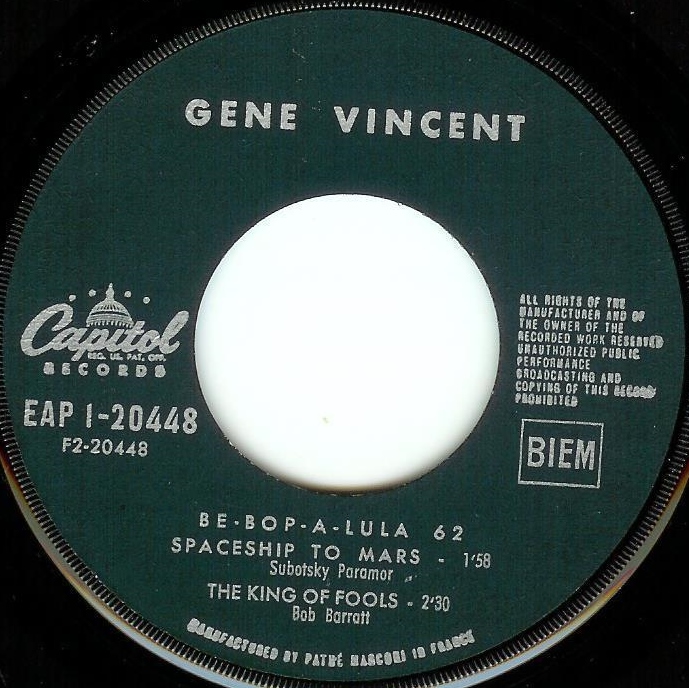 GENE VINCENT
Capitol
REG. U.S. PAT. OFF.
RECORDS
EAP 1-20448
F2-20448
ALL RIGHTS OF THE
MANUFACTURER AND OF
THE OWNER OF THE
RECORDED WORK RESERVED
UNAUTHORIZED PUBLIC
PERFORMANCE
BROADCASTING AND
COPYING OF THIS RECORD
PROHIBITED
BIEM
BE-BOP-A-LULA 62
SPACESHIP TO MARS - 1'58
Subotsky Paramor
THE KING OF FOOLS - 2'30
Bob Barratt
MANUFACTURED BY PATHÉ MARCONI IN FRANCE